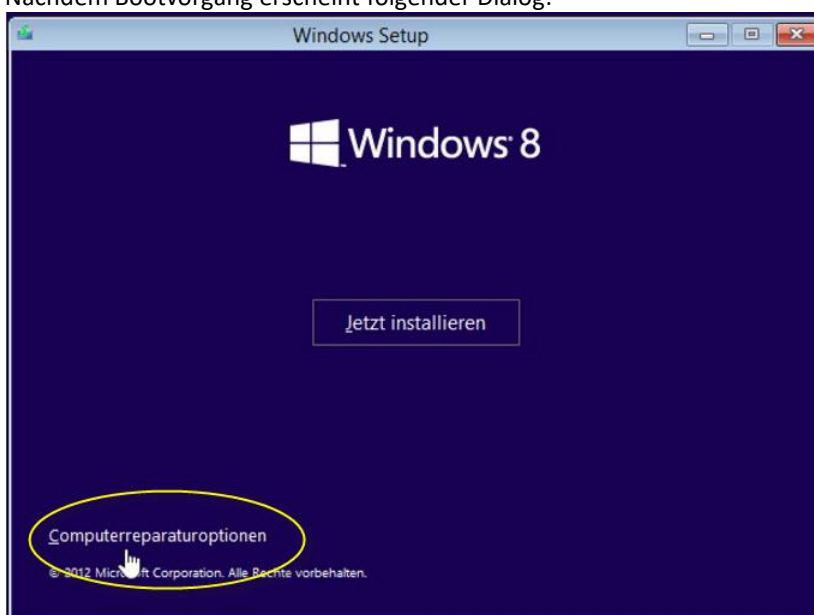 Nachdem Bootvorgang erscheint folgender Dialog:
Windows Setup
Windows 8
Jetzt installieren
Computerreparaturoptionen
© 2012 Microsoft Corporation. Alle Rechte vorbehalten.